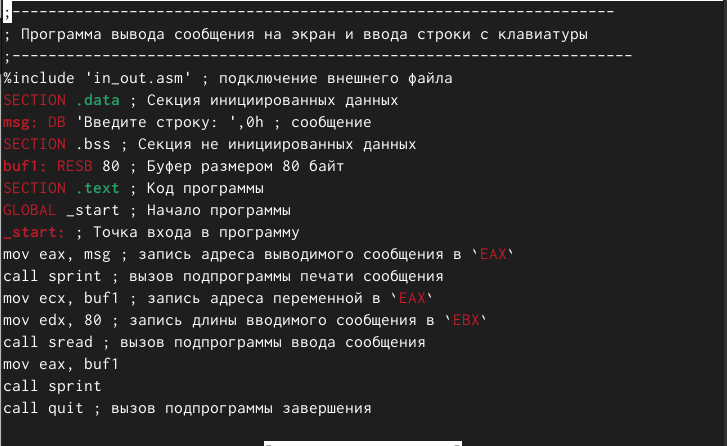 ;-------------------------------------------------------------------
; Программа вывода сообщения на экран и ввода строки с клавиатуры
;---------------------------------------------------------------------
%include 'in_out.asm' ; подключение внешнего файла
SECTION .data ; Секция инициированных данных
msg: DB 'Введите строку: ',0h ; сообщение
SECTION .bss ; Секция не инициированных данных
buf1: RESB 80 ; Буфер размером 80 байт
SECTION .text ; Код программы
GLOBAL _start ; Начало программы
_start: ; Точка входа в программу
mov eax, msg ; запись адреса выводимого сообщения в `EAX`
call sprint ; вызов подпрограммы печати сообщения
mov ecx, buf1 ; запись адреса переменной в `EAX`
mov edx, 80 ; запись длины вводимого сообщения в `EBX`
call sread ; вызов подпрограммы ввода сообщения
mov eax, buf1
call sprint
call quit ; вызов подпрограммы завершения